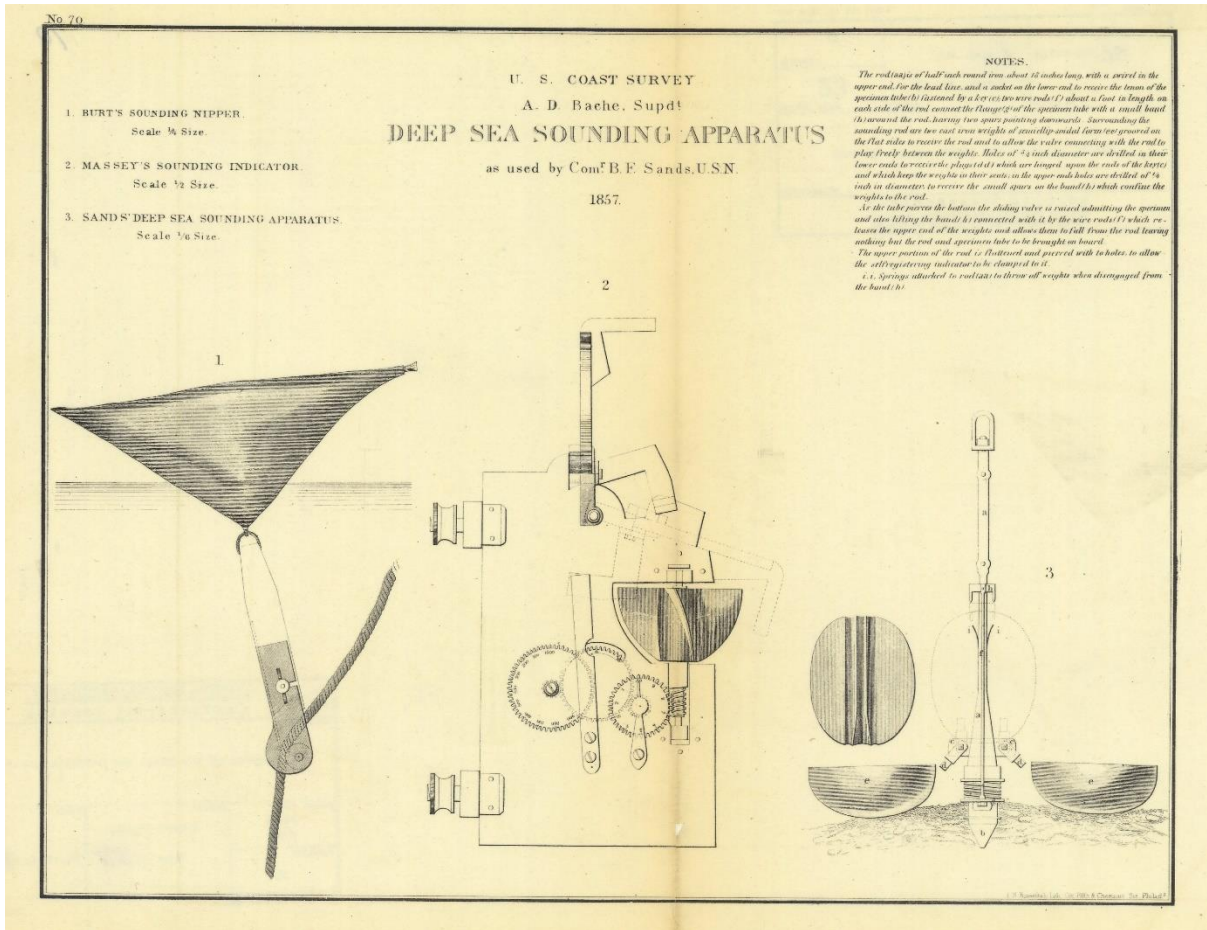 No 70
U. S. COAST SURVEY
A. D. Bache, Supdt
DEEP SEA SOUNDING APPARATUS
as used by Comr B. F. Sands, U.S.N.
1857.
1. BURT'S SOUNDING NIPPER.
Scale Size.
2. MASSEY'S SOUNDING INDICATOR.
Scale ½ Size.
3. SANDS' DEEP SEA SOUNDING APPARATUS.
Scale ⅙ Size.
NOTES.
The rod (aa) is of half inch round iron about 18 inches long, with a swivel in the
upper end, for the lead line, and a socket on the lower end to receive the tenon of the
specimen tube (b) fastened by a key (c), two wire rods (f) about a foot in length on
each side of the rod connect the flange (g) of the specimen tube with a small band
(h) around the rod, having two spurs pointing downwards. Surrounding the
sounding rod are two cast iron weights of semiellipsoidal form (ee) grooved on
the flat sides to receive the rod and to allow the valve connecting with the rod to
play freely between the weights. Holes of inch diameter are drilled in their
lower ends to receive the plugs (dd) which are hinged upon the ends of the key (c)
and which keep the weights in their seats; in the upper ends holes are drilled of
inch in diameter, to receive the small spurs on the band (h) which confine the
weights to the rod.
As the tube pierces the bottom the sliding valve is raised admitting the specimen
and also lifting the band (h) connected with it by the wire rods (f) which re-
leases the upper end of the weights and allows them to fall from the rod leaving
nothing but the rod and specimen tube to be brought on board.
The upper portion of the rod is flattened and pierced with to holes, to allow
the selfregistering indicator to be clamped to it.
i.i. Springs attached to rod (aa) to throw off weights when disengaged from
the band (h).
1.
2
3
a
i
i
f
a
e
e
b